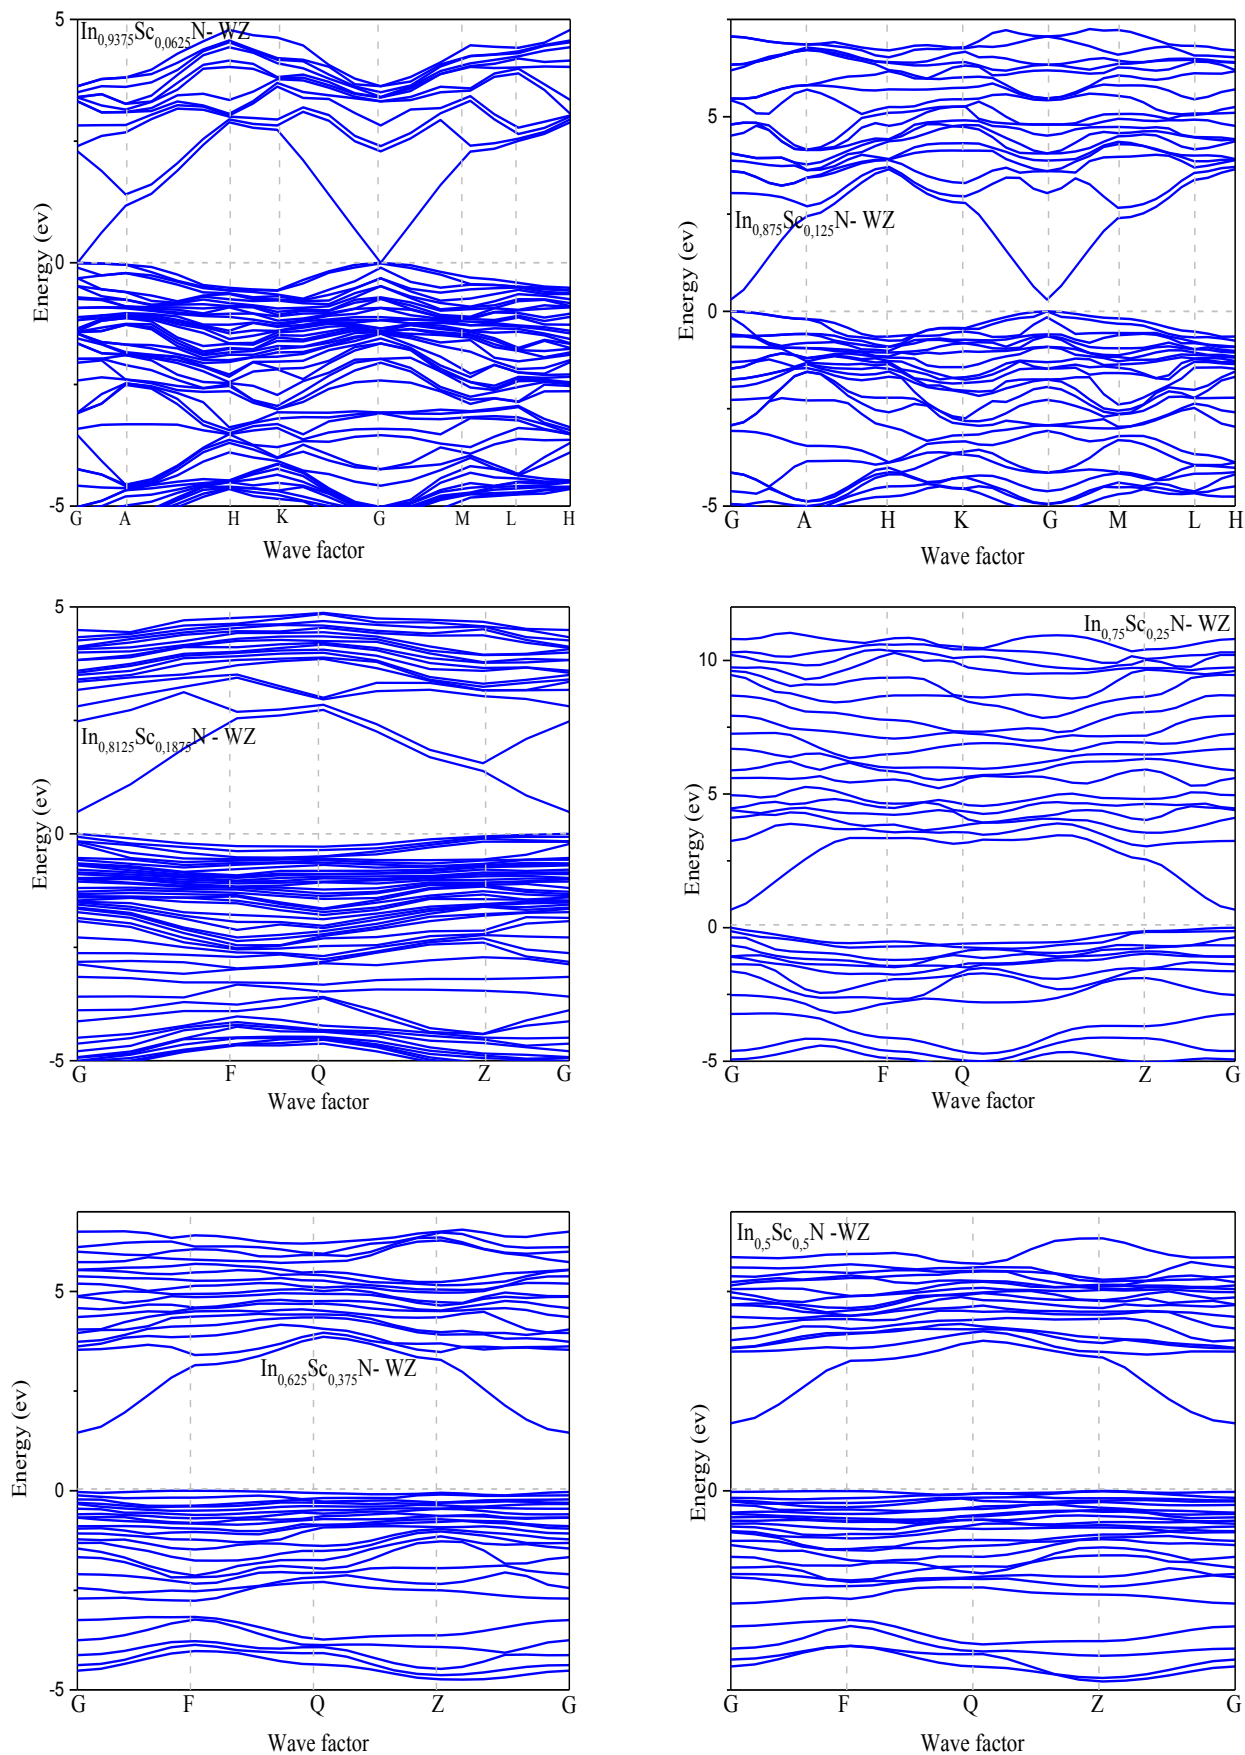 5
In0,9375Sc0,0625N- WZ
Energy (ev)
0
-5
G A H K G M L H
Wave factor
In0,875Sc0,125N- WZ
5
Energy (ev)
0
-5
G A H K G M L H
Wave factor
5
In0,8125Sc0,1875N - WZ
Energy (ev)
0
-5
G F Q Z G
Wave factor
In0,75Sc0,25N- WZ
10
5
Energy (ev)
0
-5
G F Q Z G
Wave factor
5
In0,625Sc0,375N- WZ
Energy (ev)
0
-5
G F Q Z G
Wave factor
In0,5Sc0,5N -WZ
Energy (ev)
0
G F Q Z G
Wave factor